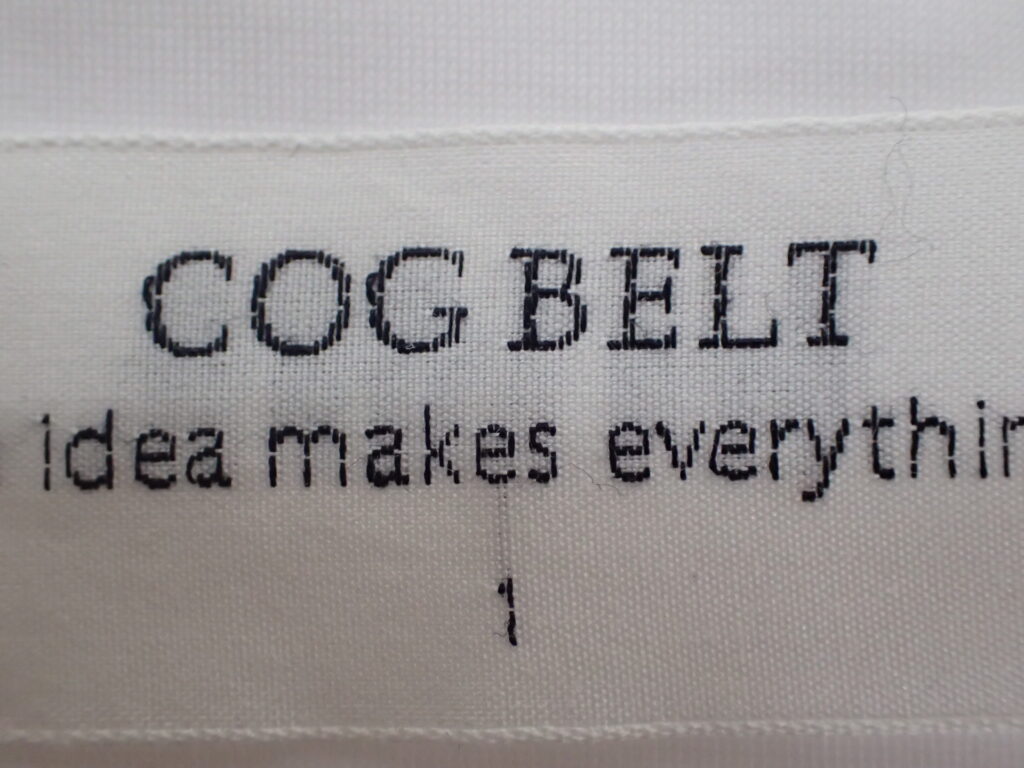 COG BELT
idea makes everythin
1